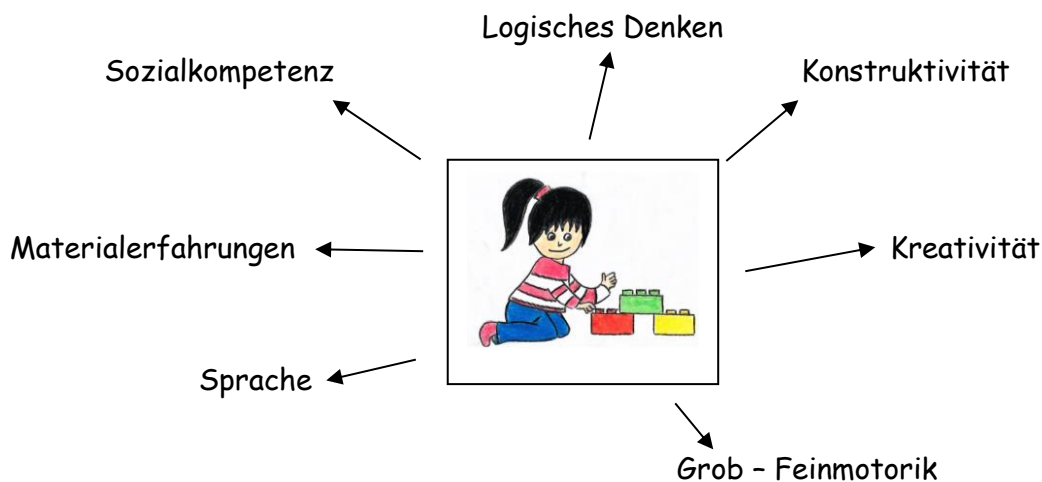 Logisches Denken
Sozialkompetenz
Konstruktivität
Materialerfahrungen
Kreativität
Sprache
Grob – Feinmotorik